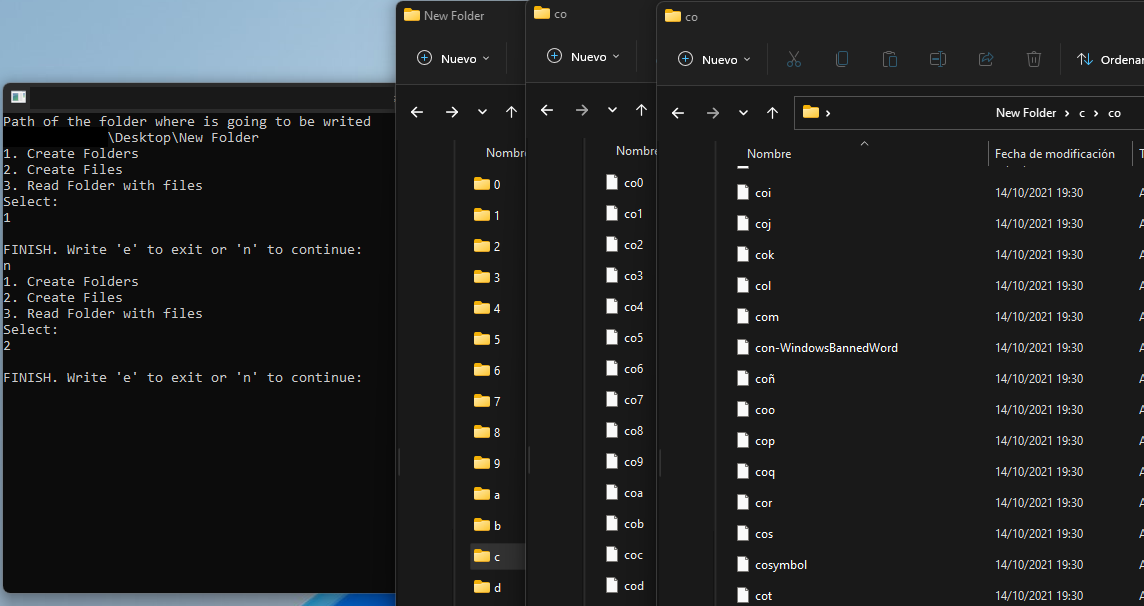 Path of the folder where is going to be writed
\Desktop\New Folder
1. Create Folders
2. Create Files
3. Read Folder with files
Select:
1
FINISH. Write 'e' to exit or 'n' to continue:
n
1. Create Folders
2. Create Files
3. Read Folder with files
Select:
2
FINISH. Write 'e' to exit or 'n' to continue:
New Folder
Nuevo
Nombre
0
1
2
3
4
5
6
7
8
9
a
b
c
d
co
Nuevo
Nombre
co0
co1
co2
co3
co4
co5
co6
co7
co8
co9
coa
cob
coc
cod
co
Nuevo Ordenar
New Folder > c > co
Nombre Fecha de modificación T
coi 14/10/2021 19:30 A
coj 14/10/2021 19:30 A
cok 14/10/2021 19:30 A
col 14/10/2021 19:30 A
com 14/10/2021 19:30 A
con-WindowsBannedWord 14/10/2021 19:30 A
coñ 14/10/2021 19:30 A
coo 14/10/2021 19:30 A
cop 14/10/2021 19:30 A
coq 14/10/2021 19:30 A
cor 14/10/2021 19:30 A
cos 14/10/2021 19:30 A
cosymbol 14/10/2021 19:30 A
cot 14/10/2021 19:30 A